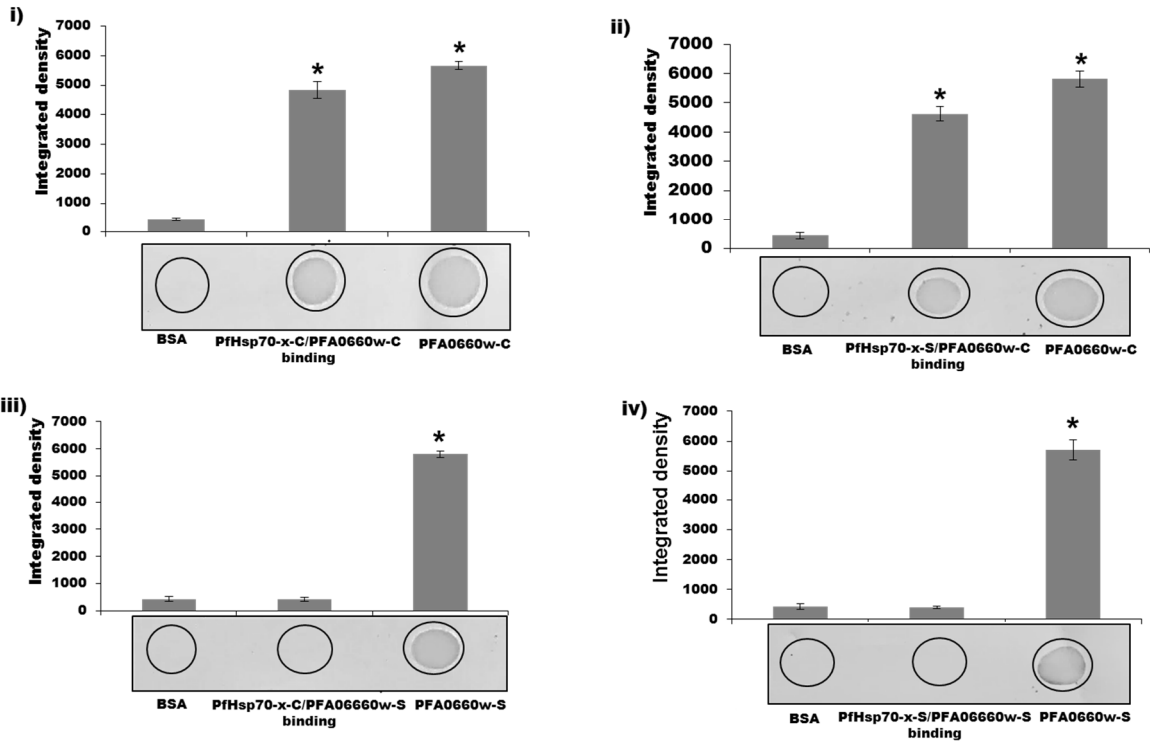 i)
Integrated density
7000
6000
5000
4000
3000
2000
1000
0
*
*
BSA
PfHsp70-x-C/PFA0660w-C
binding
PFA0660w-C
ii)
Integrated density
7000
6000
5000
4000
3000
2000
1000
0
*
*
BSA
PfHsp70-x-S/PFA0660w-C
binding
PFA0660w-C
iii)
Integrated density
7000
6000
5000
4000
3000
2000
1000
0
*
BSA
PfHsp70-x-C/PFA06660w-S
binding
PFA0660w-S
iv)
Integrated density
7000
6000
5000
4000
3000
2000
1000
0
*
BSA
PfHsp70-x-S/PFA06660w-S
binding
PFA0660w-S